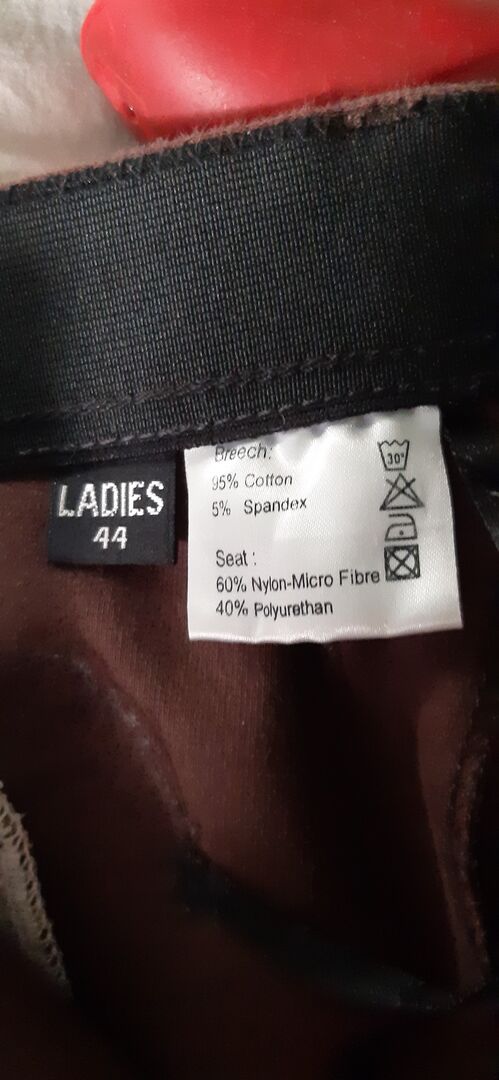 LADIES
44
Breech:
95% Cotton
5% Spandex
30°
Seat :
60% Nylon-Micro Fibre
40% Polyurethan